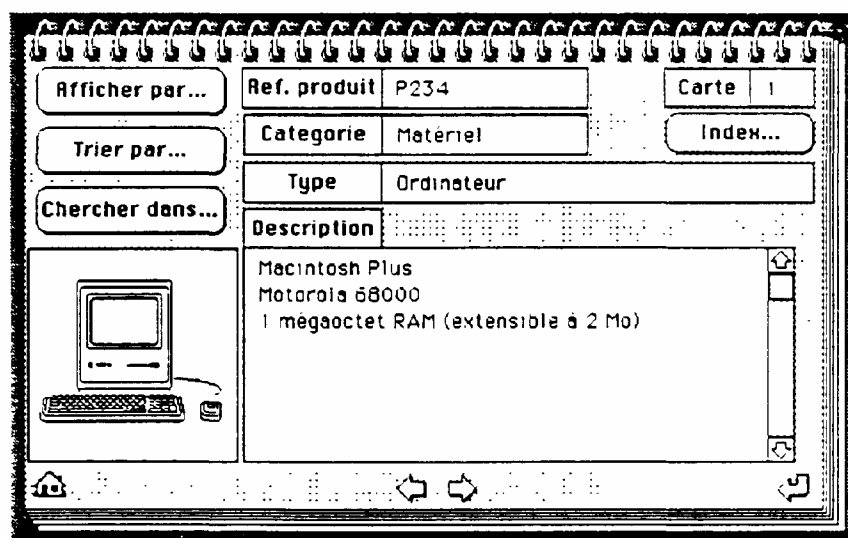 Afficher par...
Ref. produit P234
Carte 1
Trier par...
Categorie Matériel
Index...
Type Ordinateur
Chercher dans...
Description
Macintosh Plus
Motorola 68000
1 mégaoctet RAM (extensible à 2 Mo)